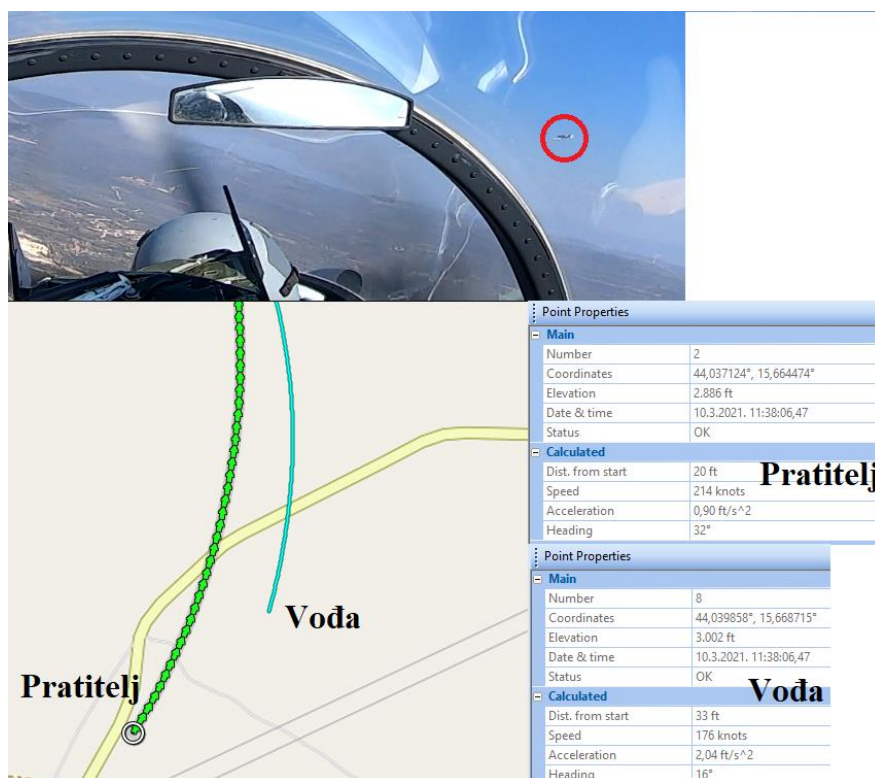 Point Properties
Main
Number 2
Coordinates 44,037124°, 15,664474°
Elevation 2.886 ft
Date & time 10.3.2021. 11:38:06,47
Status OK
Calculated
Dist. from start 20 ft
Pratitelj
Speed 214 knots
Acceleration 0,90 ft/s^2
Heading 32°
Point Properties
Main
Number 8
Coordinates 44,039858°, 15,668715°
Elevation 3.002 ft
Date & time 10.3.2021. 11:38:06,47
Status OK
Vođa
Calculated
Dist. from start 33 ft
Speed 176 knots
Acceleration 2,04 ft/s^2
Heading 16°
Vođa
Pratitelj